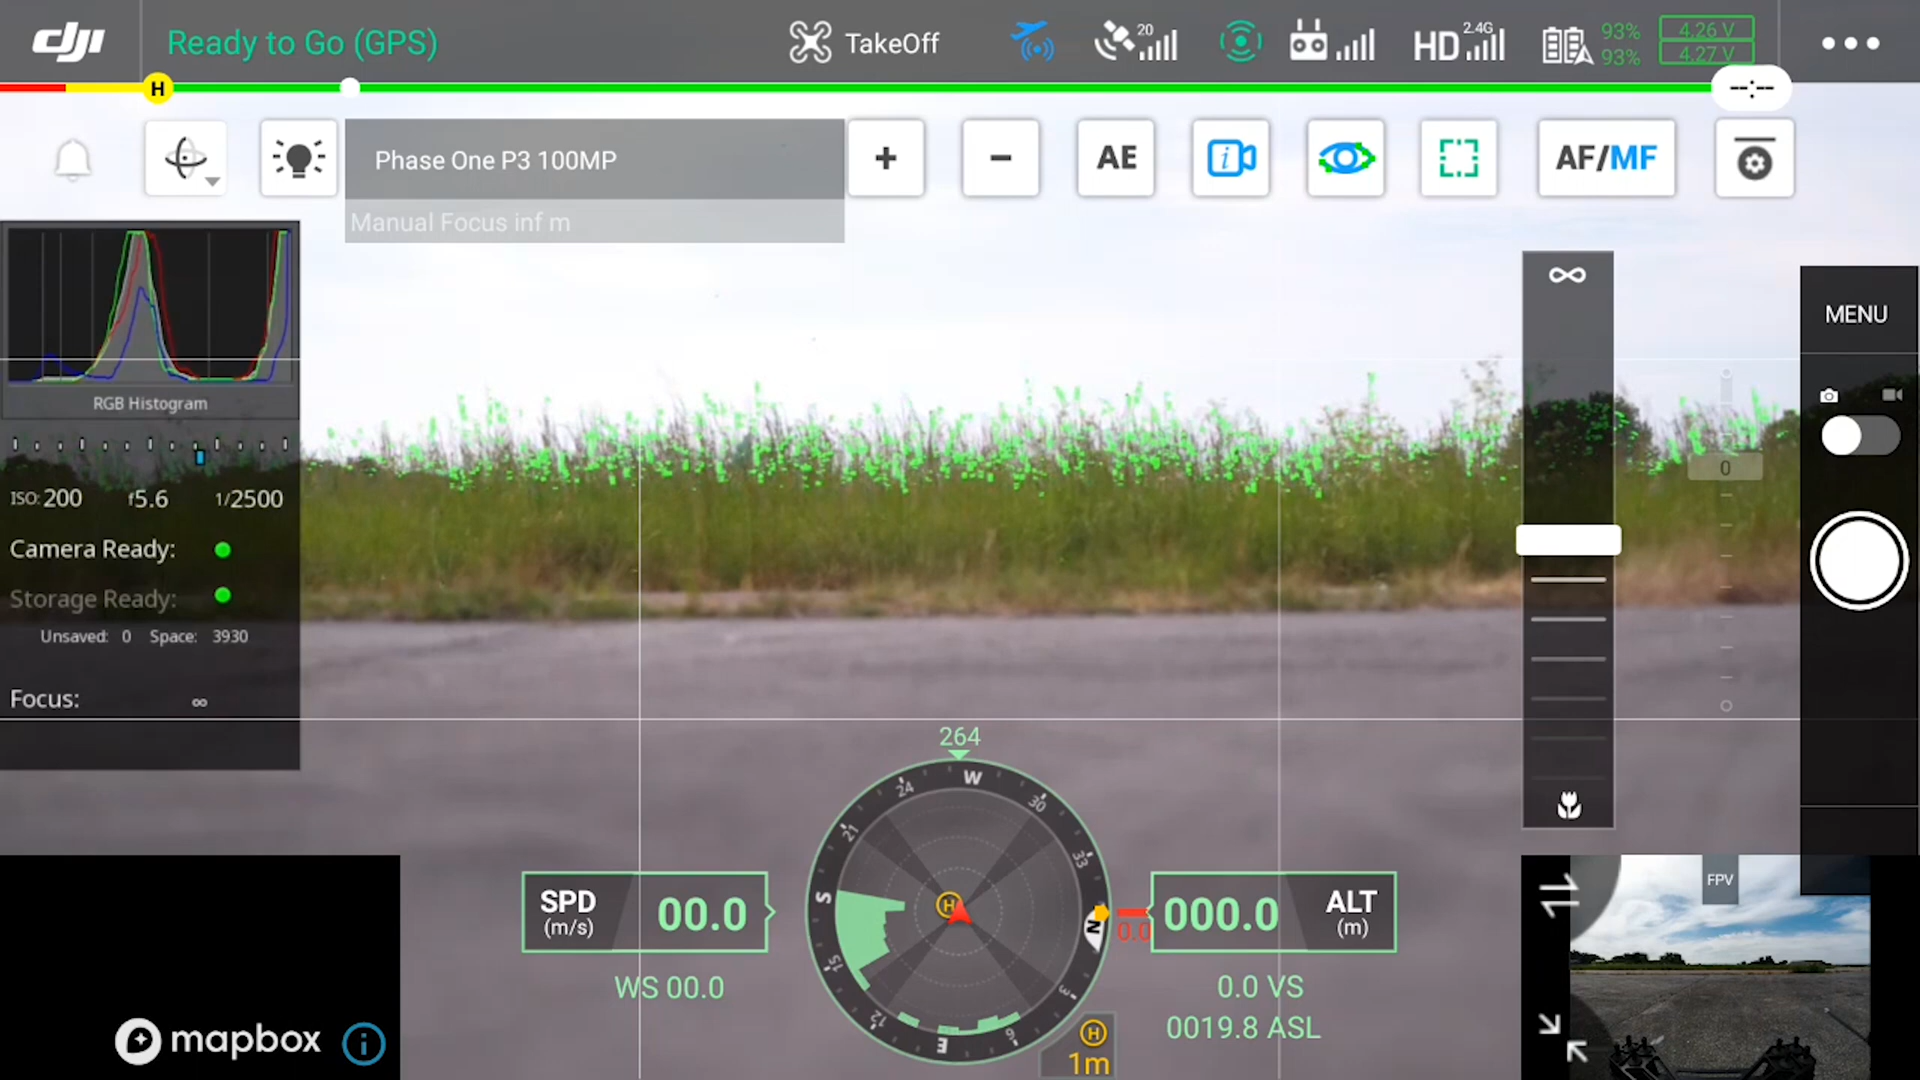 dji
Ready to Go (GPS)
TakeOff
20
HD 2.4G
93%
93%
4.26 V
4.27 V
H
--:--
Phase One P3 100MP
Manual Focus inf m
+
−
AE
i
AF/MF
RGB Histogram
ISO: 200 f5.6 1/2500
Camera Ready:
Storage Ready:
Unsaved: 0 Space: 3930
Focus: ∞
∞
0
MENU
264
W
24
30
21
33
S
H
N
15
3
12
6
E
SPD
(m/s)
00.0
WS 00.0
0.0
000.0
ALT
(m)
0.0 VS
0019.8 ASL
H
1m
FPV
mapbox
i